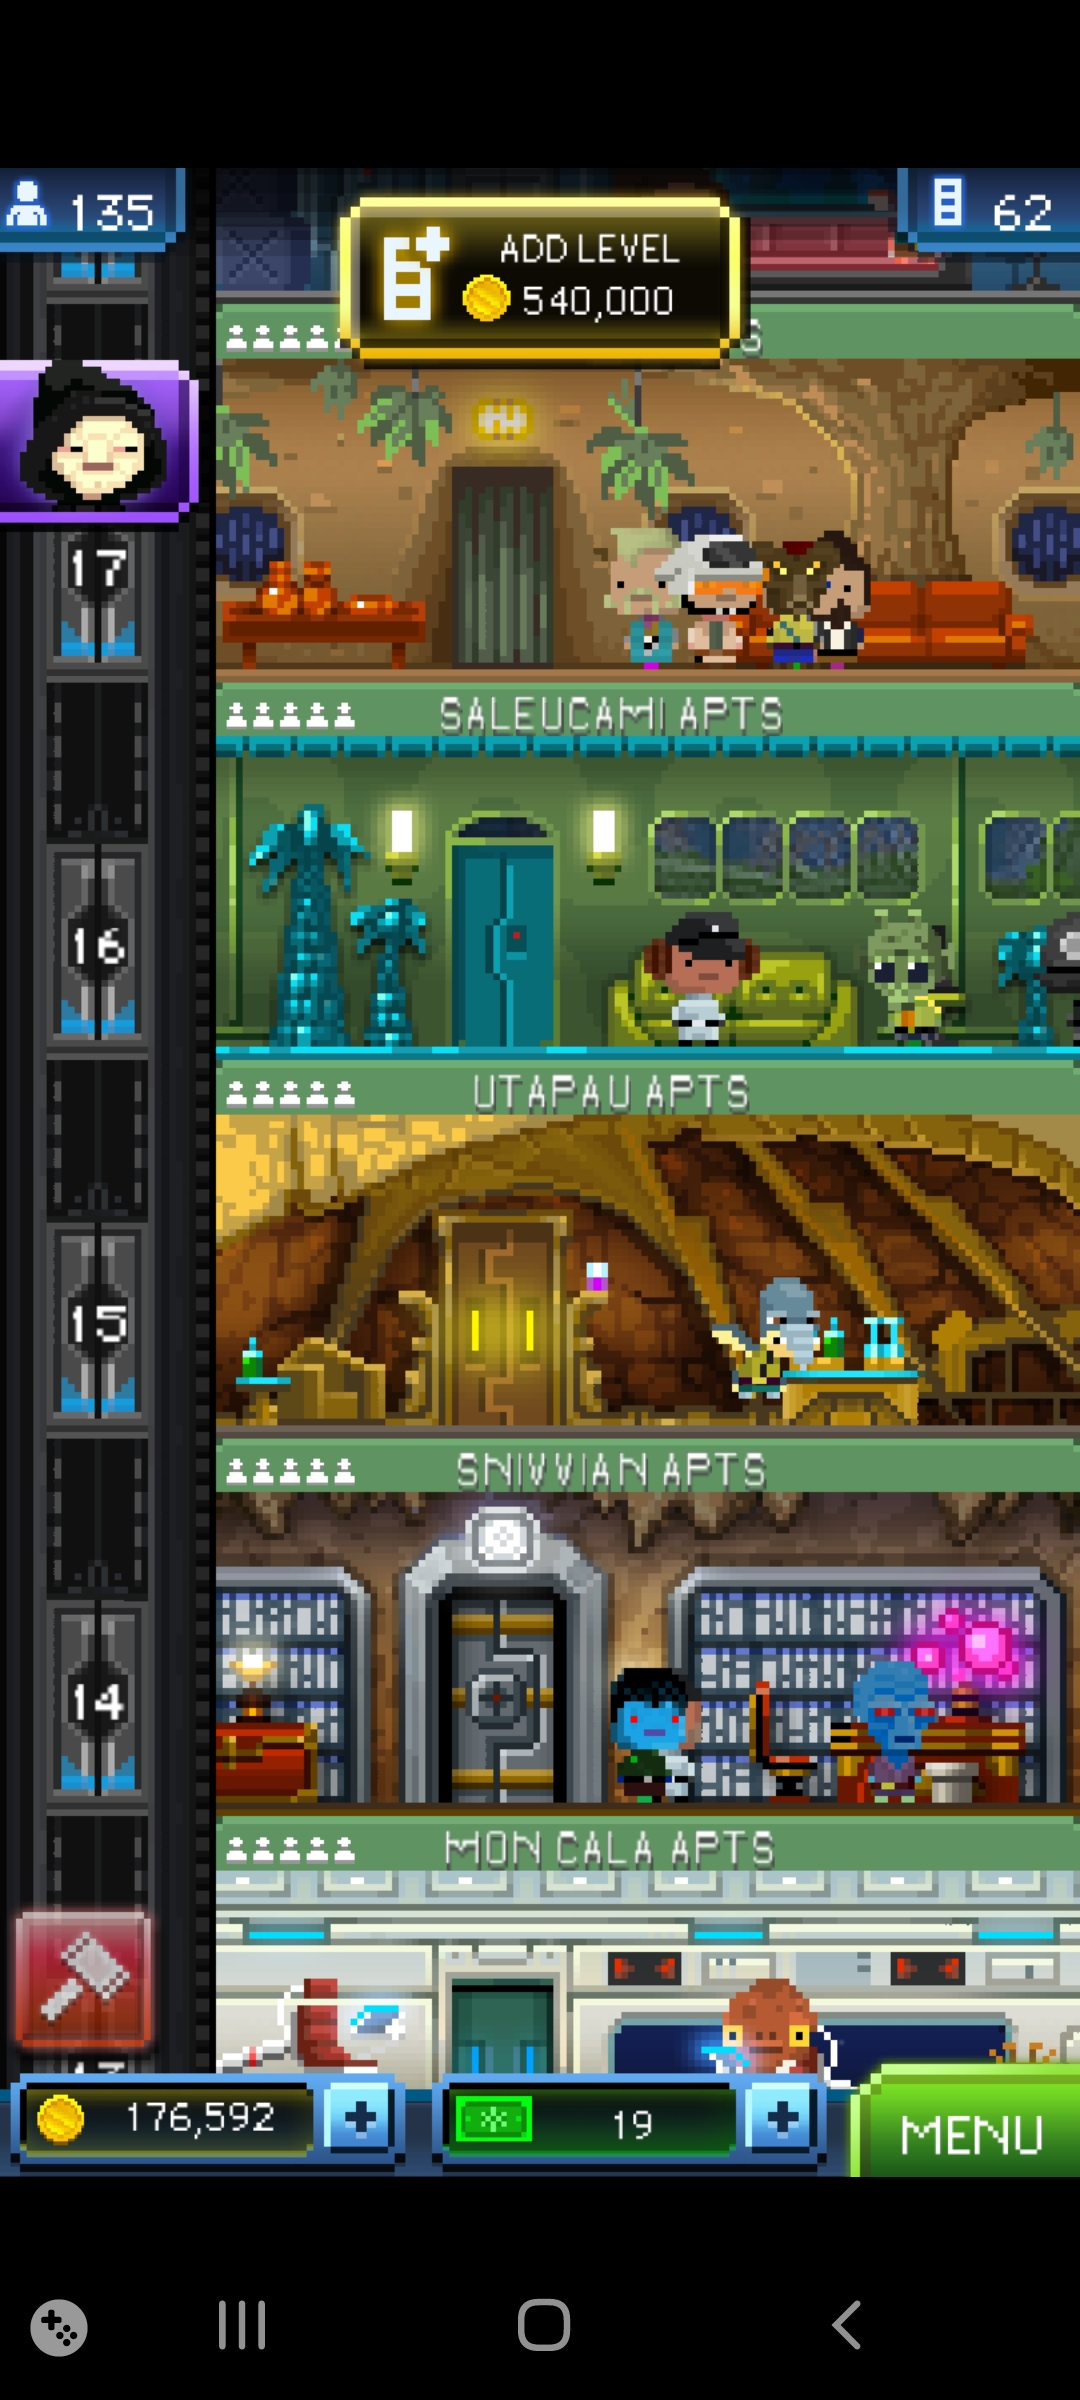 135
62
ADD LEVEL
540,000
S
17
SALEUCAMI APTS
16
UTAPAU APTS
15
SNIVVIAN APTS
14
MON CALA APTS
176,592
19
MENU